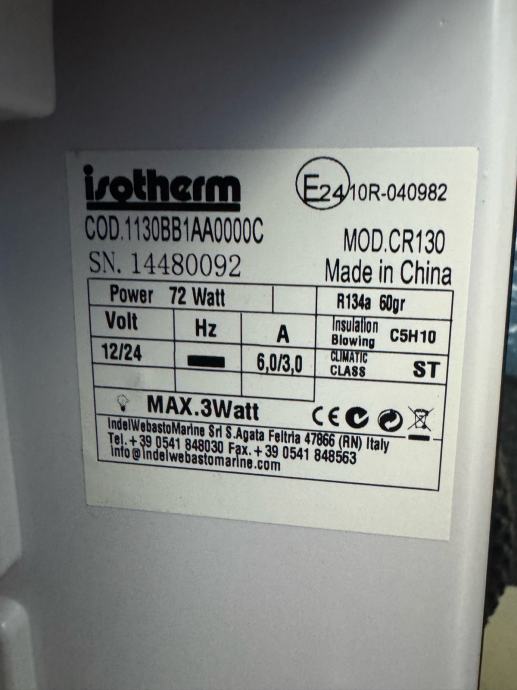 isotherm
E24 10R-040982
COD.1130BB1AA0000C
MOD.CR130
SN. 14480092
Made in China
Power 72 Watt
R134a 60gr
Volt Hz A
Insulation Blowing C5H10
12/24 6,0/3,0
CLIMATIC CLASS ST
MAX.3Watt
CE
IndelWebastoMarine Srl S.Agata Feltria 47866 (RN) Italy
Tel.+39 0541 848030 Fax.+39 0541 848563
info@indelwebastomarine.com